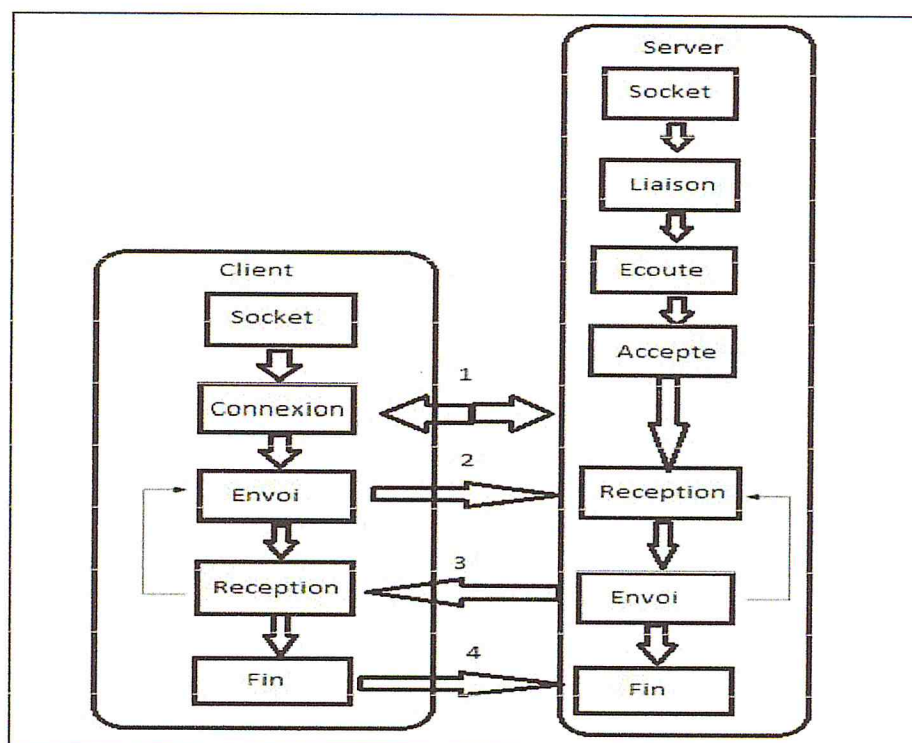 Server
Socket
Liaison
Ecoute
Accepte
Reception
Envoi
Fin
Client
Socket
Connexion
Envoi
Reception
Fin
1
2
3
4